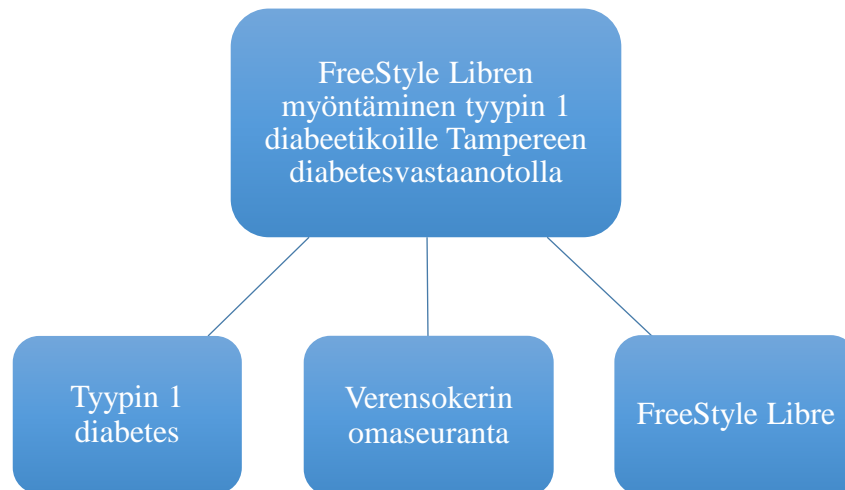 FreeStyle Libren
myöntäminen tyypin 1
diabeetikoille Tampereen
diabetesvastaanotolla
Tyypin 1
diabetes
Verensokerin
omaseuranta
FreeStyle Libre